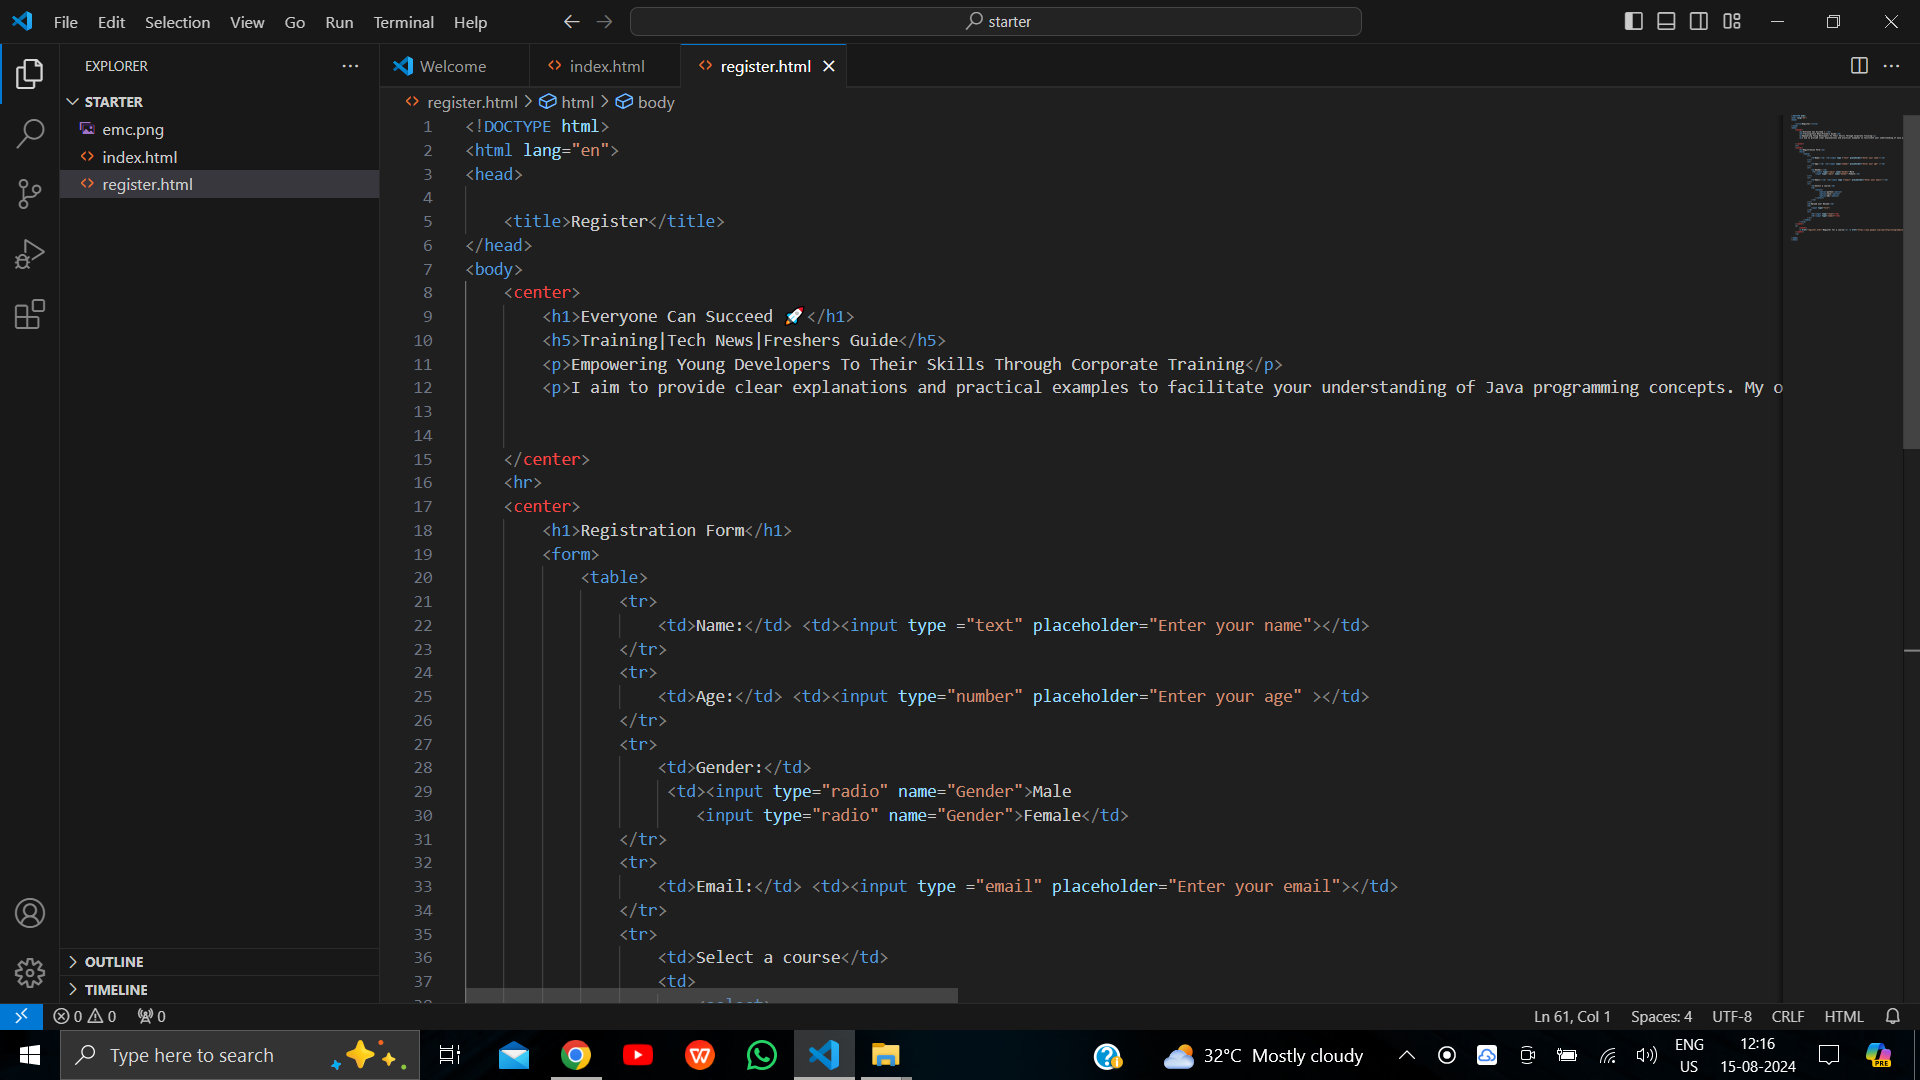 File Edit Selection View Go Run Terminal Help
starter
EXPLORER
STARTER
emc.png
index.html
register.html
OUTLINE
TIMELINE
Welcome
index.html
register.html
register.html > html > body
1 <!DOCTYPE html>
2 <html lang="en">
3 <head>
4
5 <title>Register</title>
6 </head>
7 <body>
8 <center>
9 <h1>Everyone Can Succeed 🚀</h1>
10 <h5>Training|Tech News|Freshers Guide</h5>
11 <p>Empowering Young Developers To Their Skills Through Corporate Training</p>
12 <p>I aim to provide clear explanations and practical examples to facilitate your understanding of Java programming concepts. My o
13
14
15 </center>
16 <hr>
17 <center>
18 <h1>Registration Form</h1>
19 <form>
20 <table>
21 <tr>
22 <td>Name:</td> <td><input type ="text" placeholder="Enter your name"></td>
23 </tr>
24 <tr>
25 <td>Age:</td> <td><input type="number" placeholder="Enter your age" ></td>
26 </tr>
27 <tr>
28 <td>Gender:</td>
29 <td><input type="radio" name="Gender">Male
30 <input type="radio" name="Gender">Female</td>
31 </tr>
32 <tr>
33 <td>Email:</td> <td><input type ="email" placeholder="Enter your email"></td>
34 </tr>
35 <tr>
36 <td>Select a course</td>
37 <td>
0 0 0
Ln 61, Col 1 Spaces: 4 UTF-8 CRLF HTML
Type here to search
32°C Mostly cloudy
ENG
US
12:16
15-08-2024
PRE